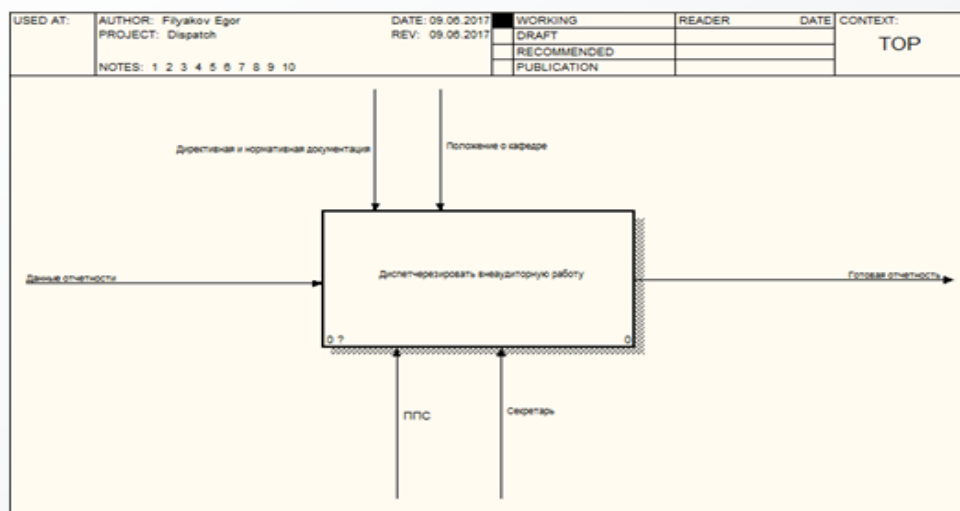 USED AT:
AUTHOR: Filyakov Egor
DATE: 09.06.2017
PROJECT: Dispatch
REV: 09.06.2017
NOTES: 1 2 3 4 5 6 7 8 9 10
WORKING
DRAFT
RECOMMENDED
PUBLICATION
READER
DATE
CONTEXT:
TOP
Директивная и нормативная документация
Положение о кафедре
Данные отчетности
Диспетчерезировать внеаудиторную работу
Готовая отчетность
0 ?
0
ППС
Секретарь